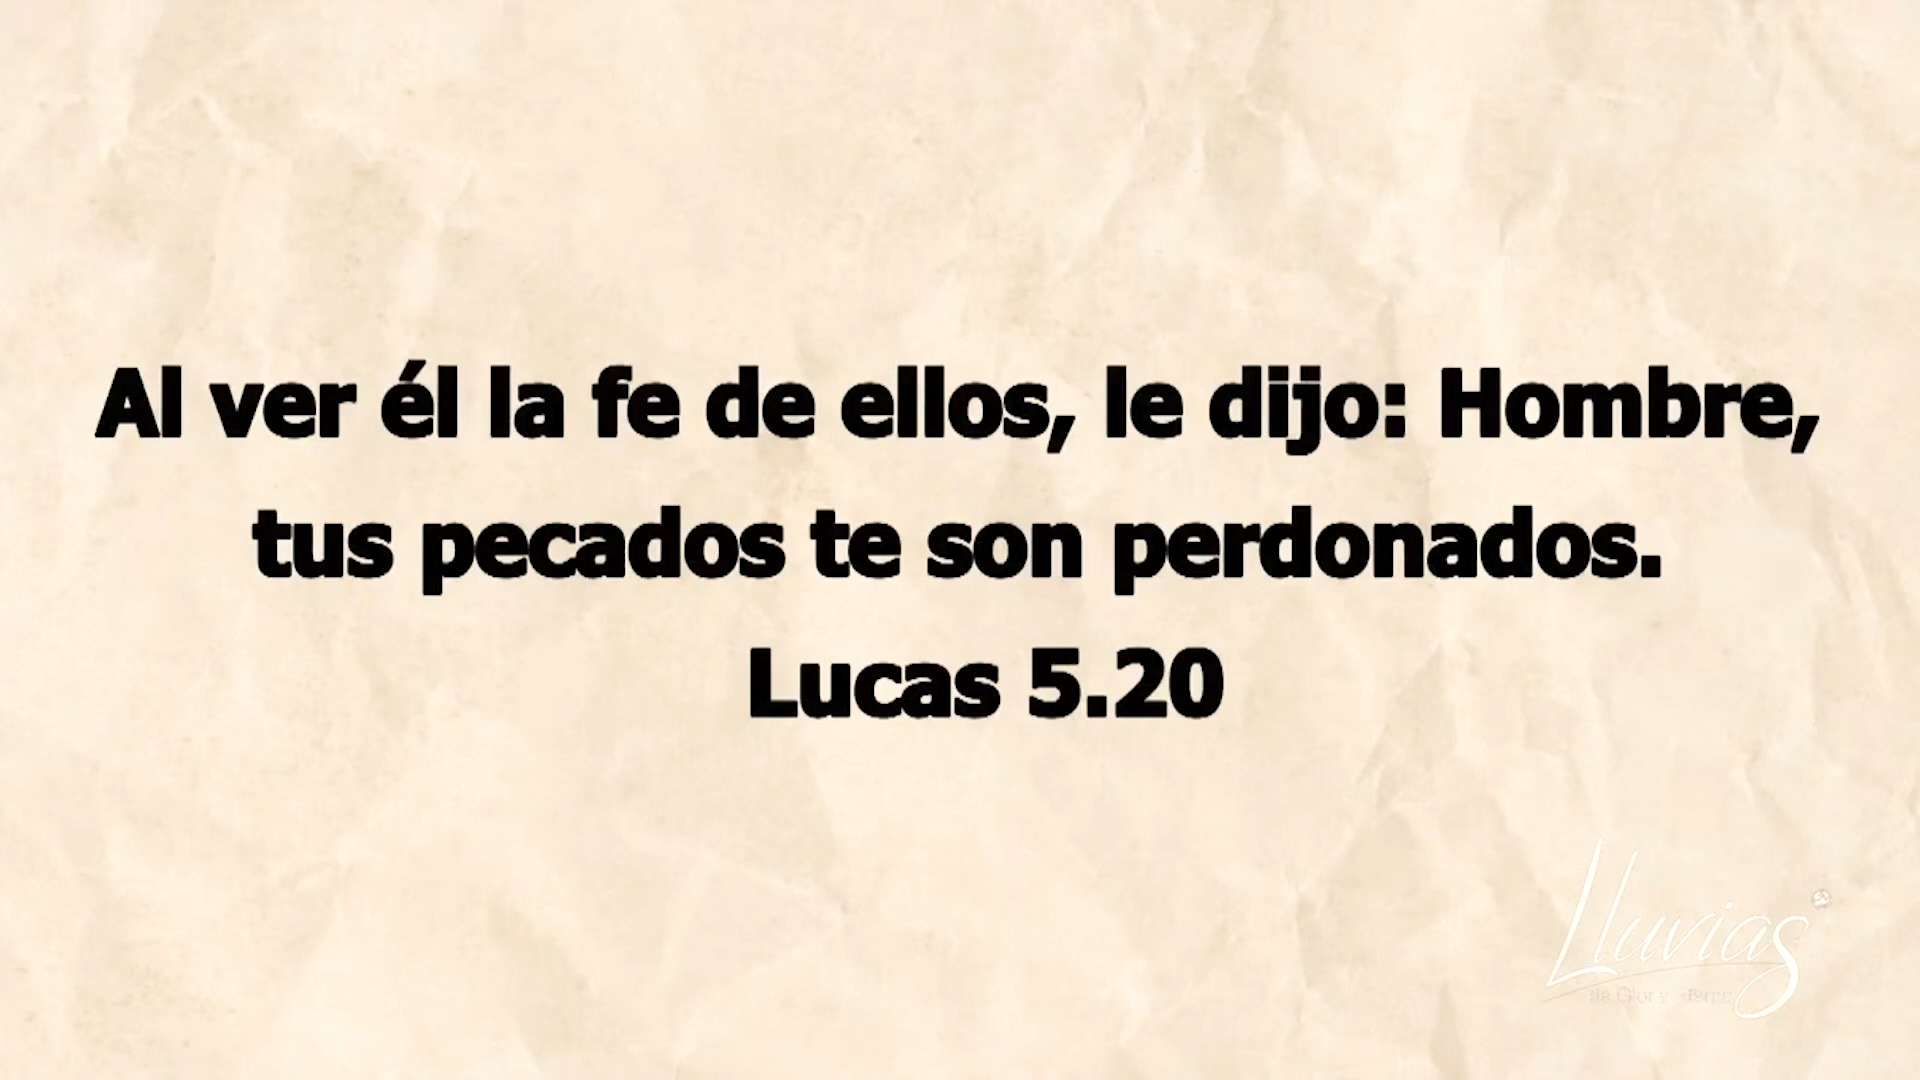 Al ver él la fe de ellos, le dijo: Hombre,
tus pecados te son perdonados.
Lucas 5.20
Lluvias
de